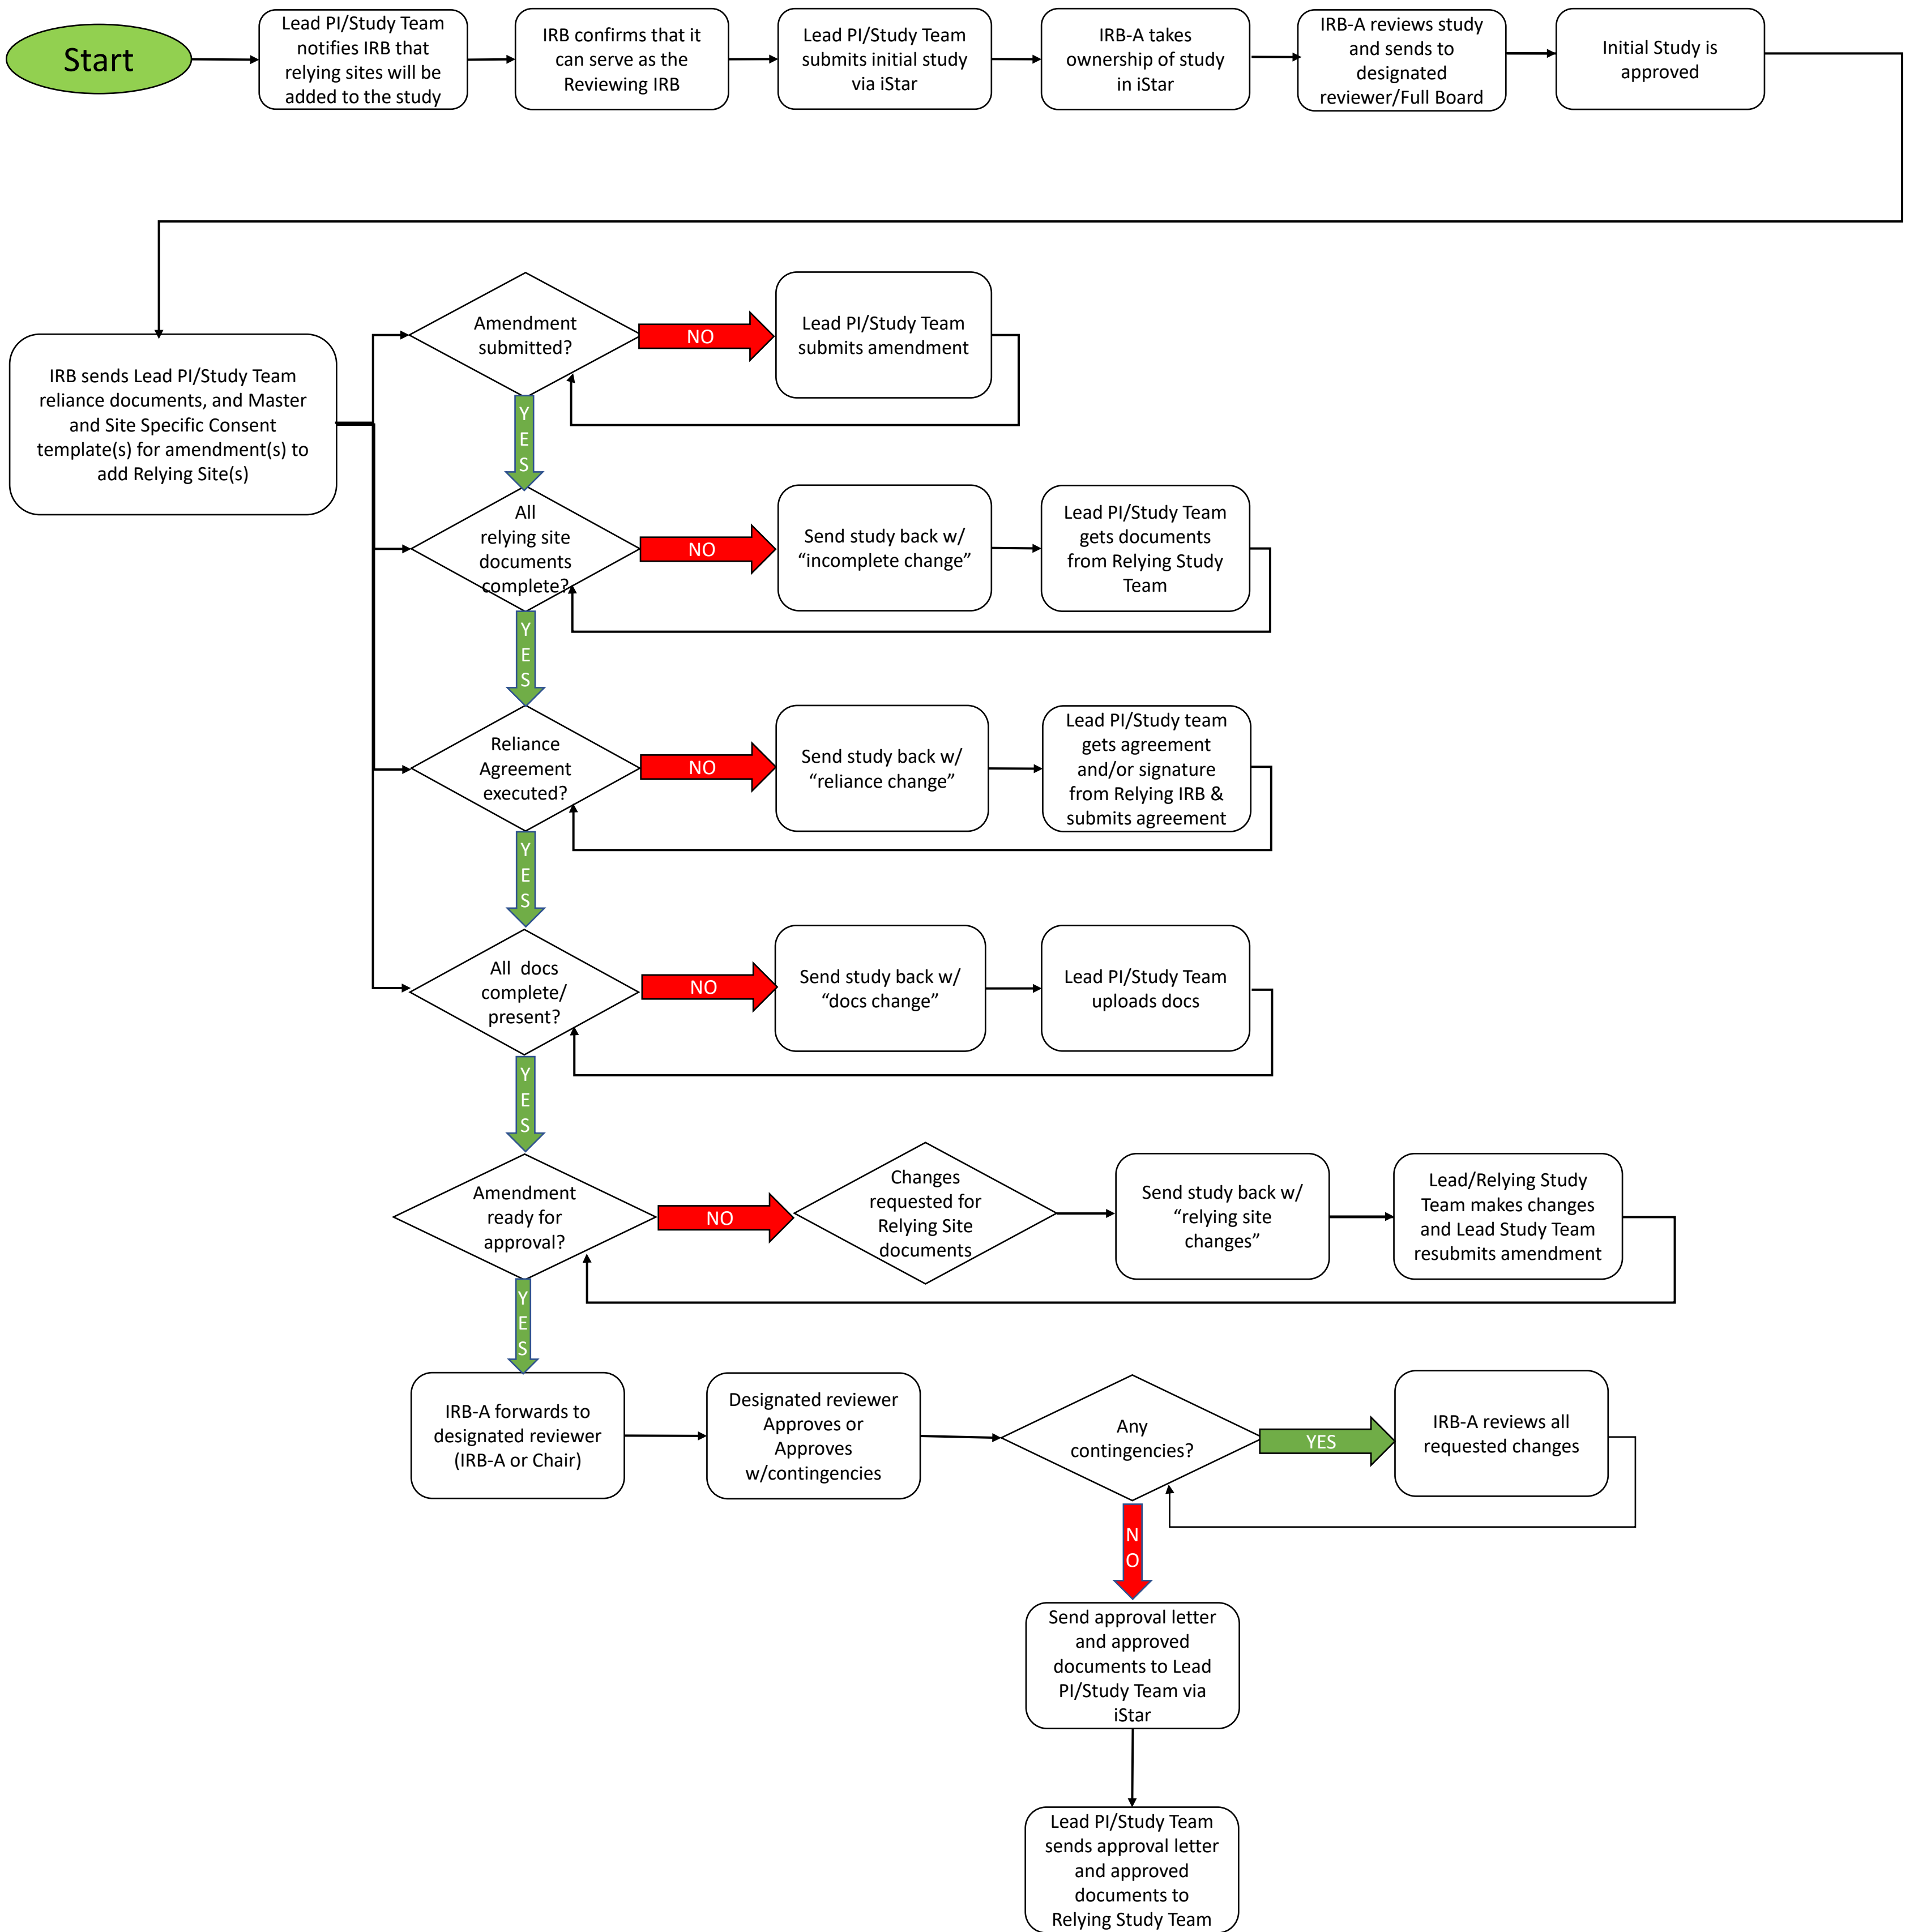 Start
Lead PI/Study Team
notifies IRB that
relying sites will be
added to the study
IRB confirms that it
can serve as the
Reviewing IRB
Lead PI/Study Team
submits initial study
via iStar
IRB-A takes
ownership of study
in iStar
IRB-A reviews study
and sends to
designated
reviewer/Full Board
Initial Study is
approved
IRB sends Lead PI/Study Team
reliance documents, and Master
and Site Specific Consent
template(s) for amendment(s) to
add Relying Site(s)
Amendment
submitted?
NO
Lead PI/Study Team
submits amendment
Y
E
S
All
relying site
documents
complete?
NO
Send study back w/
“incomplete change”
Lead PI/Study Team
gets documents
from Relying Study
Team
Y
E
S
Reliance
Agreement
executed?
NO
Send study back w/
“reliance change”
Lead PI/Study team
gets agreement
and/or signature
from Relying IRB &
submits agreement
Y
E
S
All docs
complete/
present?
NO
Send study back w/
“docs change”
Lead PI/Study Team
uploads docs
Y
E
S
Amendment
ready for
approval?
NO
Changes
requested for
Relying Site
documents
Send study back w/
“relying site
changes”
Lead/Relying Study
Team makes changes
and Lead Study Team
resubmits amendment
Y
E
S
IRB-A forwards to
designated reviewer
(IRB-A or Chair)
Designated reviewer
Approves or
Approves
w/contingencies
Any
contingencies?
YES
IRB-A reviews all
requested changes
N
O
Send approval letter
and approved
documents to Lead
PI/Study Team via
iStar
Lead PI/Study Team
sends approval letter
and approved
documents to
Relying Study Team